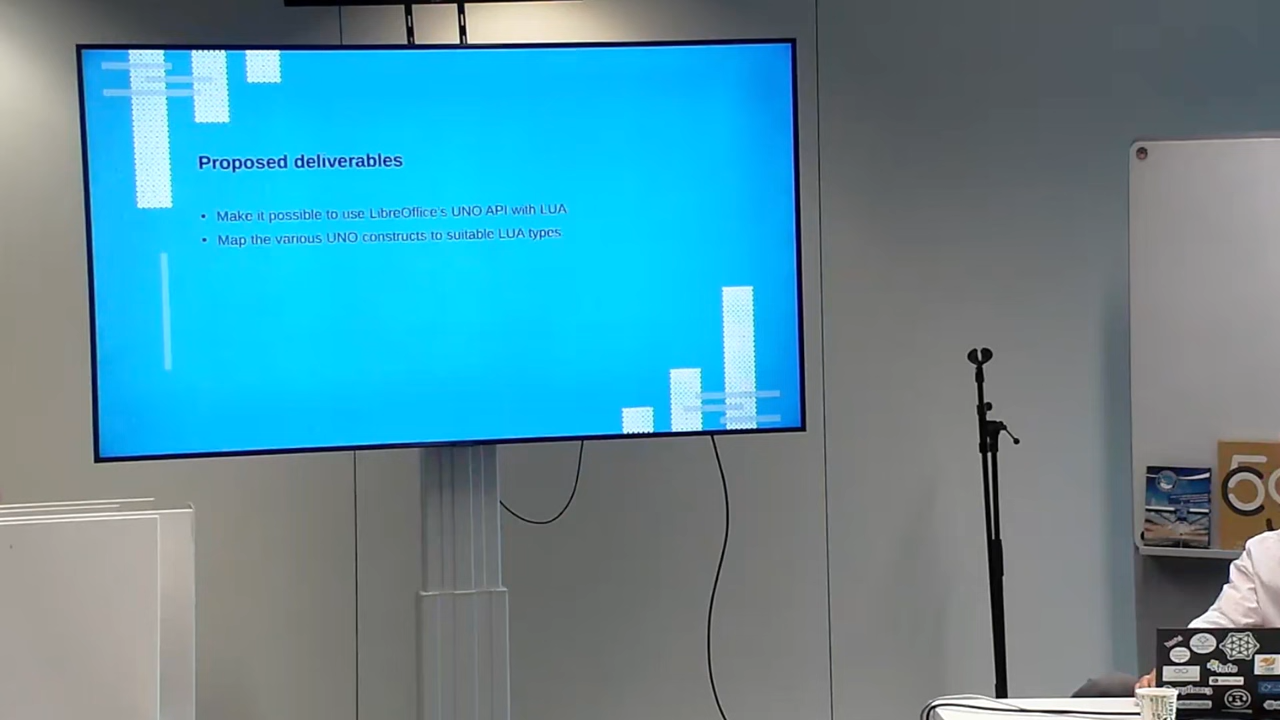 Proposed deliverables
• Make it possible to use LibreOffice's UNO API with LUA
• Map the various UNO constructs to suitable LUA types